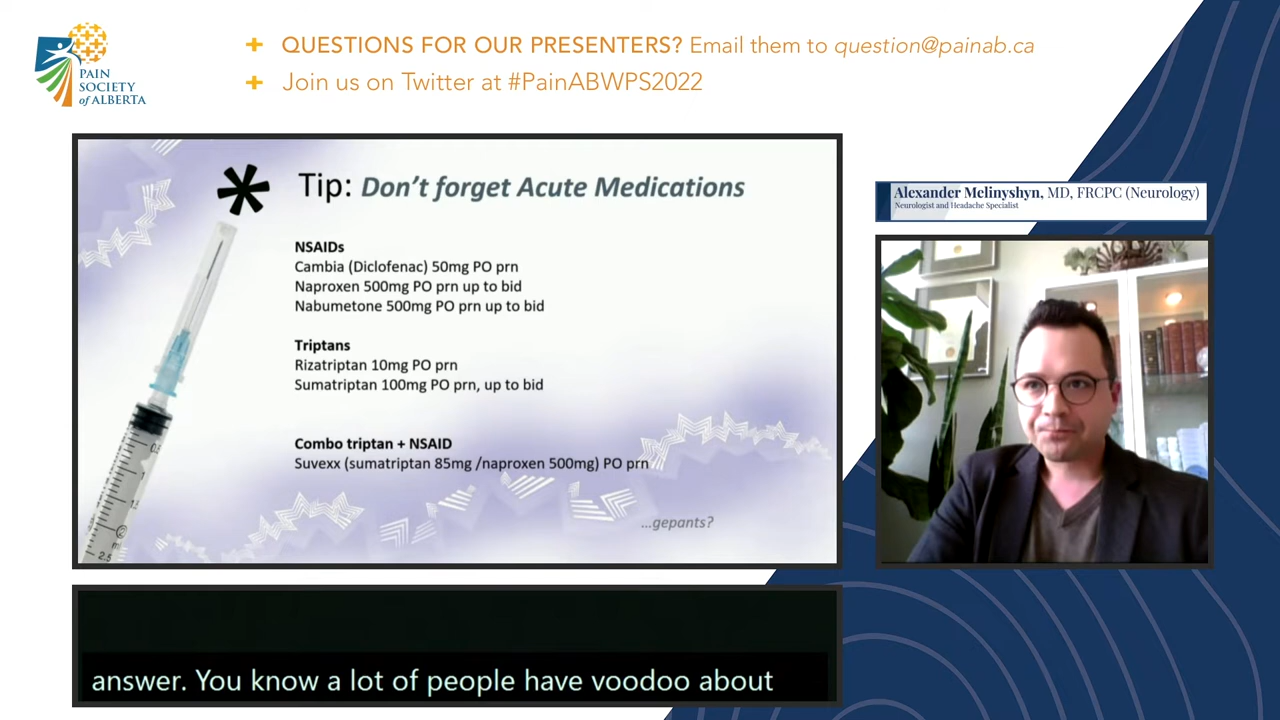 PAIN
SOCIETY
of ALBERTA
+ QUESTIONS FOR OUR PRESENTERS? Email them to question@painab.ca
+ Join us on Twitter at #PainABWPS2022
* Tip: Don't forget Acute Medications
NSAIDs
Cambia (Diclofenac) 50mg PO prn
Naproxen 500mg PO prn up to bid
Nabumetone 500mg PO prn up to bid
Triptans
Rizatriptan 10mg PO prn
Sumatriptan 100mg PO prn, up to bid
Combo triptan + NSAID
Suvexx (sumatriptan 85mg /naproxen 500mg) PO prn
...gepants?
Alexander Melinyshyn, MD, FRCPC (Neurology)
Neurologist and Headache Specialist
answer. You know a lot of people have voodoo about